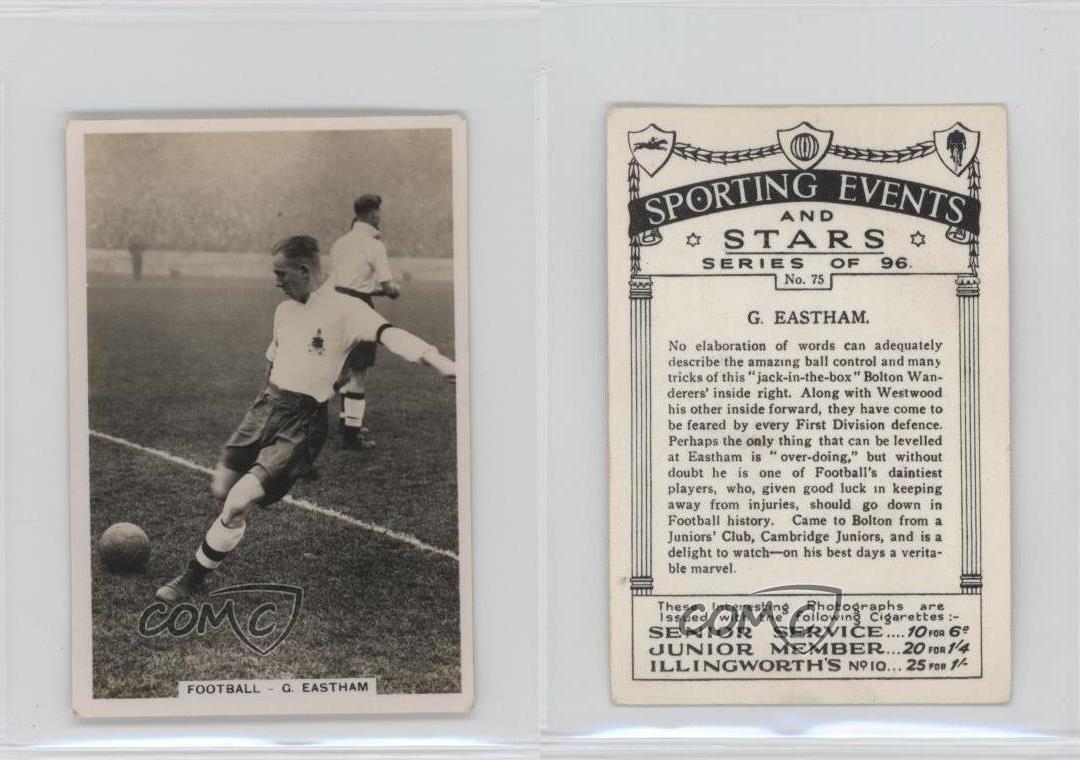 FOOTBALL - G. EASTHAM
COMC
SPORTING EVENTS
AND
STARS
SERIES OF 96.
No. 75
G. EASTHAM.
No elaboration of words can adequately
describe the amazing ball control and many
tricks of this "jack-in-the-box" Bolton Wan-
derers' inside right. Along with Westwood
his other inside forward, they have come to
be feared by every First Division defence.
Perhaps the only thing that can be levelled
at Eastham is "over-doing," but without
doubt he is one of Football's daintiest
players, who, given good luck in keeping
away from injuries, should go down in
Football history. Came to Bolton from a
Juniors' Club, Cambridge Juniors, and is a
delight to watch—on his best days a verita-
ble marvel.
These Interesting Photographs are
Issued with the following Cigarettes:-
SENIOR SERVICE....10 FOR 6D
JUNIOR MEMBER...20 FOR 1/4
ILLINGWORTH'S No 10...25 FOR 1/-
COMC